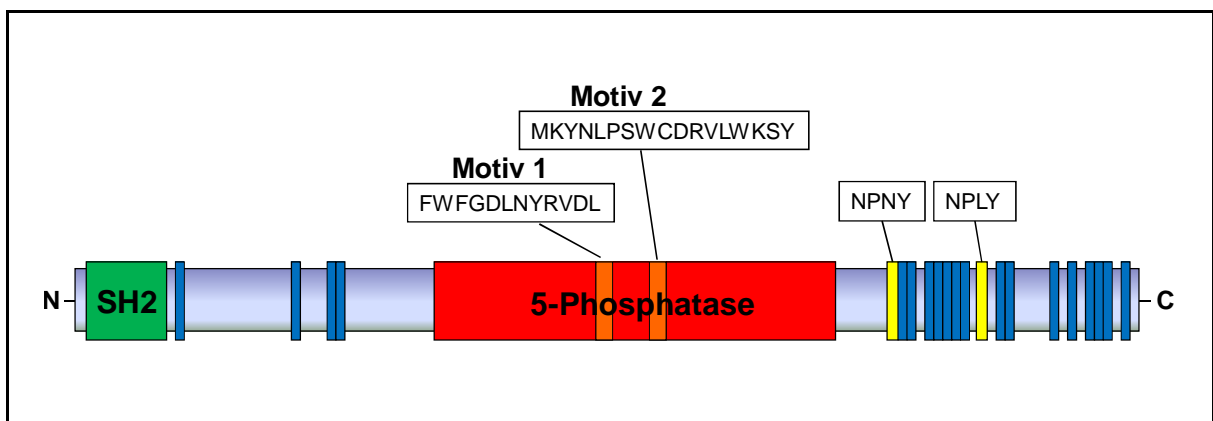 Motiv 2
MKYNLPSWCDRVLWKSY
Motiv 1
FWFGDLNYRVDL
NPNY
NPLY
N
SH2
5-Phosphatase
C